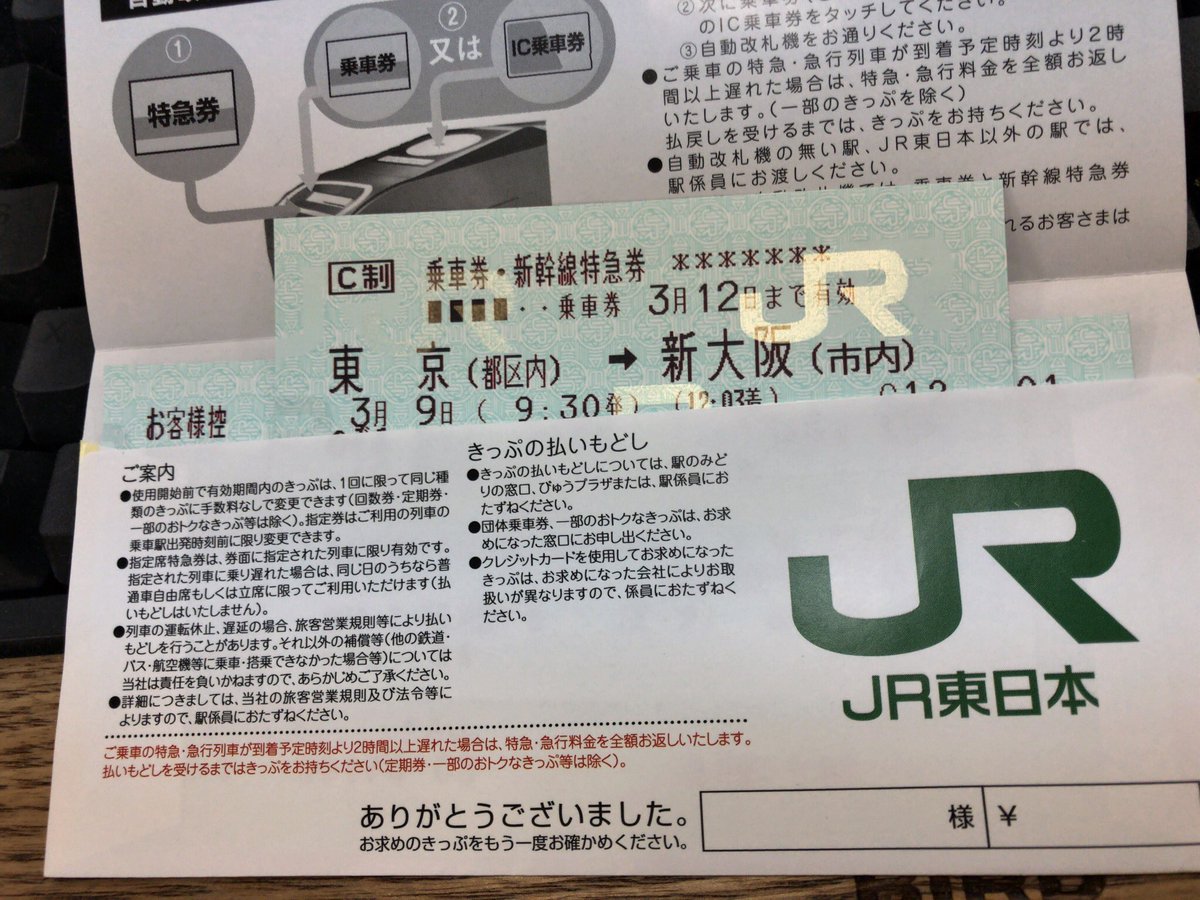 ①
特急券
②
乗車券
又は
IC乗車券
のIC乗車券をタッチしてください。
③自動改札機をお通りください。
●ご乗車の特急・急行列車が到着予定時刻より2時
間以上遅れた場合は、特急・急行料金を全額お返し
いたします。(一部のきっぷを除く)
払戻しを受けるまでは、きっぷをお持ちください。
●自動改札機の無い駅、JR東日本以外の駅では、
駅係員にお渡しください。
では、乗車券と新幹線特急券
れるお客さまは
C制 乗車券・新幹線特急券 *******
・・乗車券 3月12日まで有効
JR
東 京(都区内) → 新大阪(市内)
3月 9日( 9:30発) (12:03着)
お客様控
ご案内
●使用開始前で有効期間内のきっぷは、1回に限って同じ種
類のきっぷに手数料なしで変更できます(回数券・定期券・
一部のおトクなきっぷ等は除く)。指定券はご利用の列車の
乗車駅出発時刻前に限り変更できます。
●指定席特急券は、券面に指定された列車に限り有効です。
指定された列車に乗り遅れた場合は、同じ日のうちなら普
通車自由席もしくは立席に限ってご利用いただけます(払
いもどしはいたしません)。
●列車の運転休止、遅延の場合、旅客営業規則等により払い
もどしを行うことがあります。それ以外の補償等(他の鉄道・
バス・航空機等に乗車・搭乗できなかった場合等)については
当社は責任を負いかねますので、あらかじめご了承ください。
●詳細につきましては、当社の旅客営業規則及び法令等に
よりますので、駅係員におたずねください。
きっぷの払いもどし
●きっぷの払いもどしについては、駅のみど
りの窓口、びゅうプラザまたは、駅係員にお
たずねください。
●団体乗車券、一部のおトクなきっぷは、お求
めになった窓口にお申し出ください。
●クレジットカードを使用してお求めになった
きっぷは、お求めになった会社によりお取
扱いが異なりますので、係員におたずねくだ
さい。
JR
JR東日本
ご乗車の特急・急行列車が到着予定時刻より2時間以上遅れた場合は、特急・急行料金を全額お返しいたします。
払いもどしを受けるまではきっぷをお持ちください(定期券・一部のおトクなきっぷ等は除く)。
ありがとうございました。
お求めのきっぷをもう一度お確かめください。
様 ¥